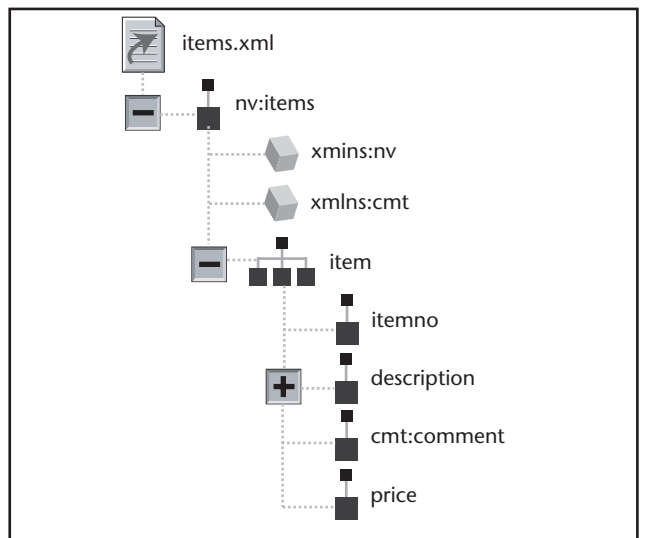 items.xml
nv:items
xmins:nv
xmlns:cmt
item
itemno
description
cmt:comment
price